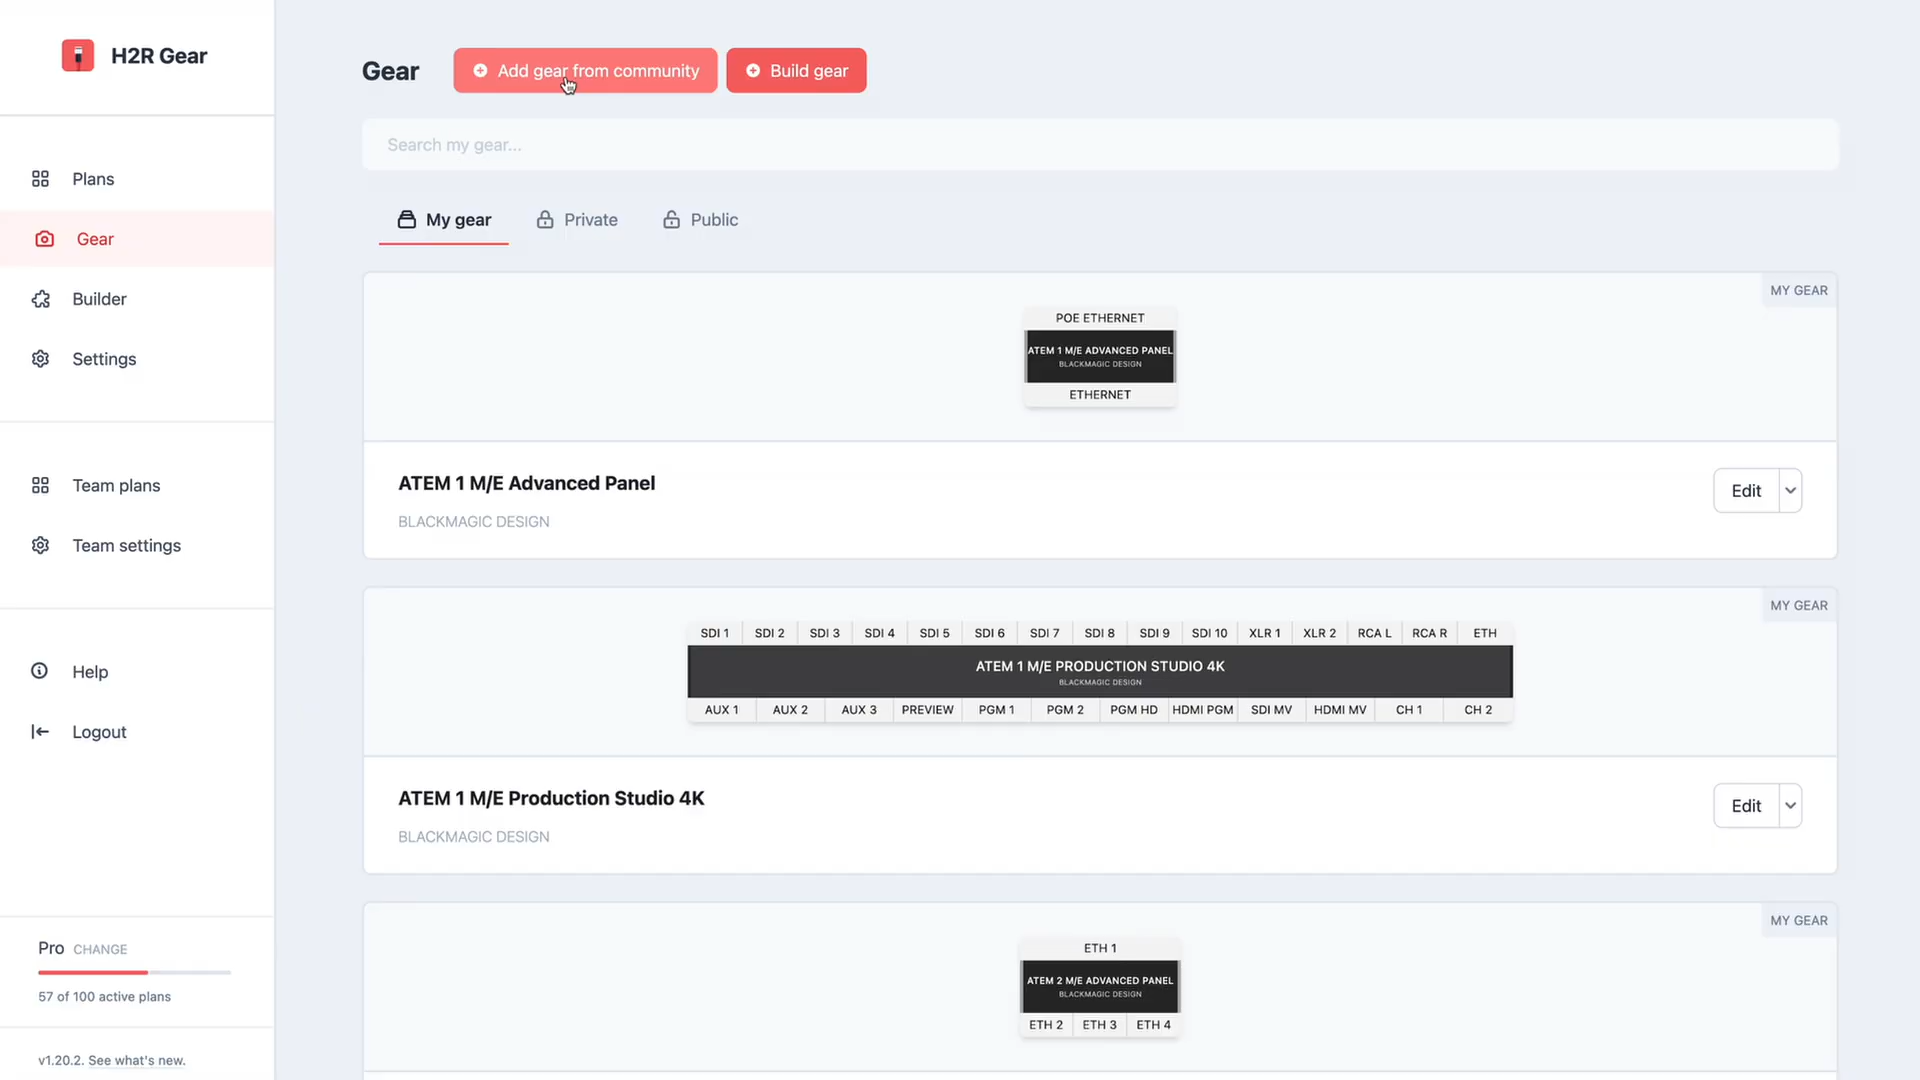 H2R Gear
Plans
Gear
Builder
Settings
Team plans
Team settings
Help
Logout
Pro CHANGE
57 of 100 active plans
v1.20.2. See what's new.
Gear
Add gear from community
Build gear
Search my gear...
My gear
Private
Public
MY GEAR
POE ETHERNET
ATEM 1 M/E ADVANCED PANEL
BLACKMAGIC DESIGN
ETHERNET
ATEM 1 M/E Advanced Panel
BLACKMAGIC DESIGN
Edit
MY GEAR
SDI 1 SDI 2 SDI 3 SDI 4 SDI 5 SDI 6 SDI 7 SDI 8 SDI 9 SDI 10 XLR 1 XLR 2 RCA L RCA R ETH
ATEM 1 M/E PRODUCTION STUDIO 4K
BLACKMAGIC DESIGN
AUX 1 AUX 2 AUX 3 PREVIEW PGM 1 PGM 2 PGM HD HDMI PGM SDI MV HDMI MV CH 1 CH 2
ATEM 1 M/E Production Studio 4K
BLACKMAGIC DESIGN
Edit
MY GEAR
ETH 1
ATEM 2 M/E ADVANCED PANEL
BLACKMAGIC DESIGN
ETH 2 ETH 3 ETH 4